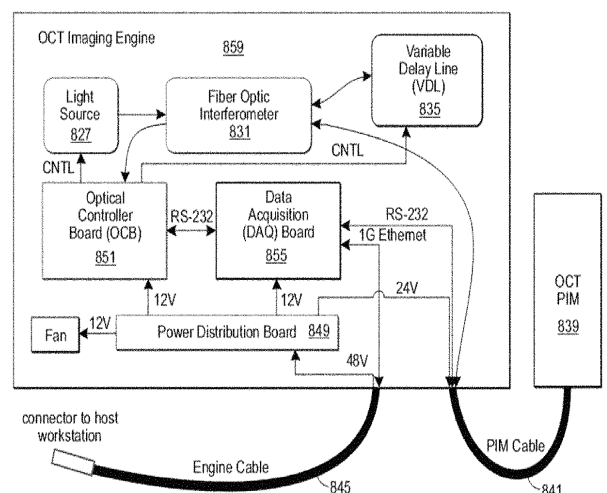 OCT Imaging Engine
859
Variable
Delay Line
(VDL)
835
Light
Source
827
Fiber Optic
Interferometer
831
CNTL
CNTL
Optical
Controller
Board (OCB)
851
RS-232
Data
Acquisition
(DAQ) Board
855
RS-232
1G Ethernet
OCT
PIM
839
12V
12V
24V
Fan
12V
Power Distribution Board 849
48V
connector to host
workstation
Engine Cable
845
PIM Cable
841